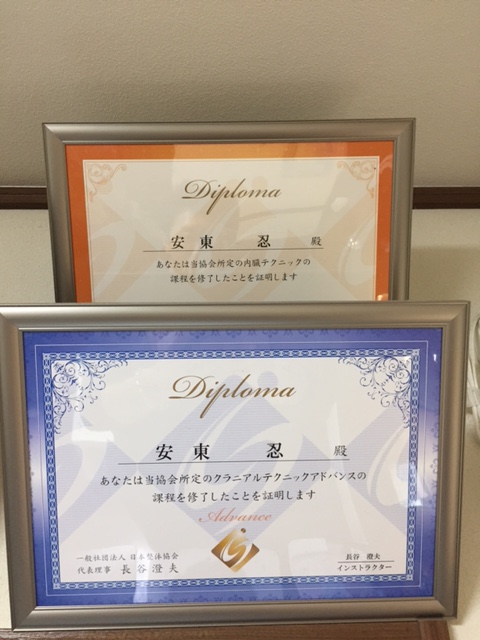 Diploma
安東 忍 殿
あなたは当協会所定の内臓テクニックの
課程を修了したことを証明します
Diploma
安東 忍 殿
あなたは当協会所定のクラニアルテクニックアドバンスの
課程を修了したことを証明します
Advance
一般社団法人 日本整体協会
代表理事 長谷澄夫
長谷 澄夫
インストラクター